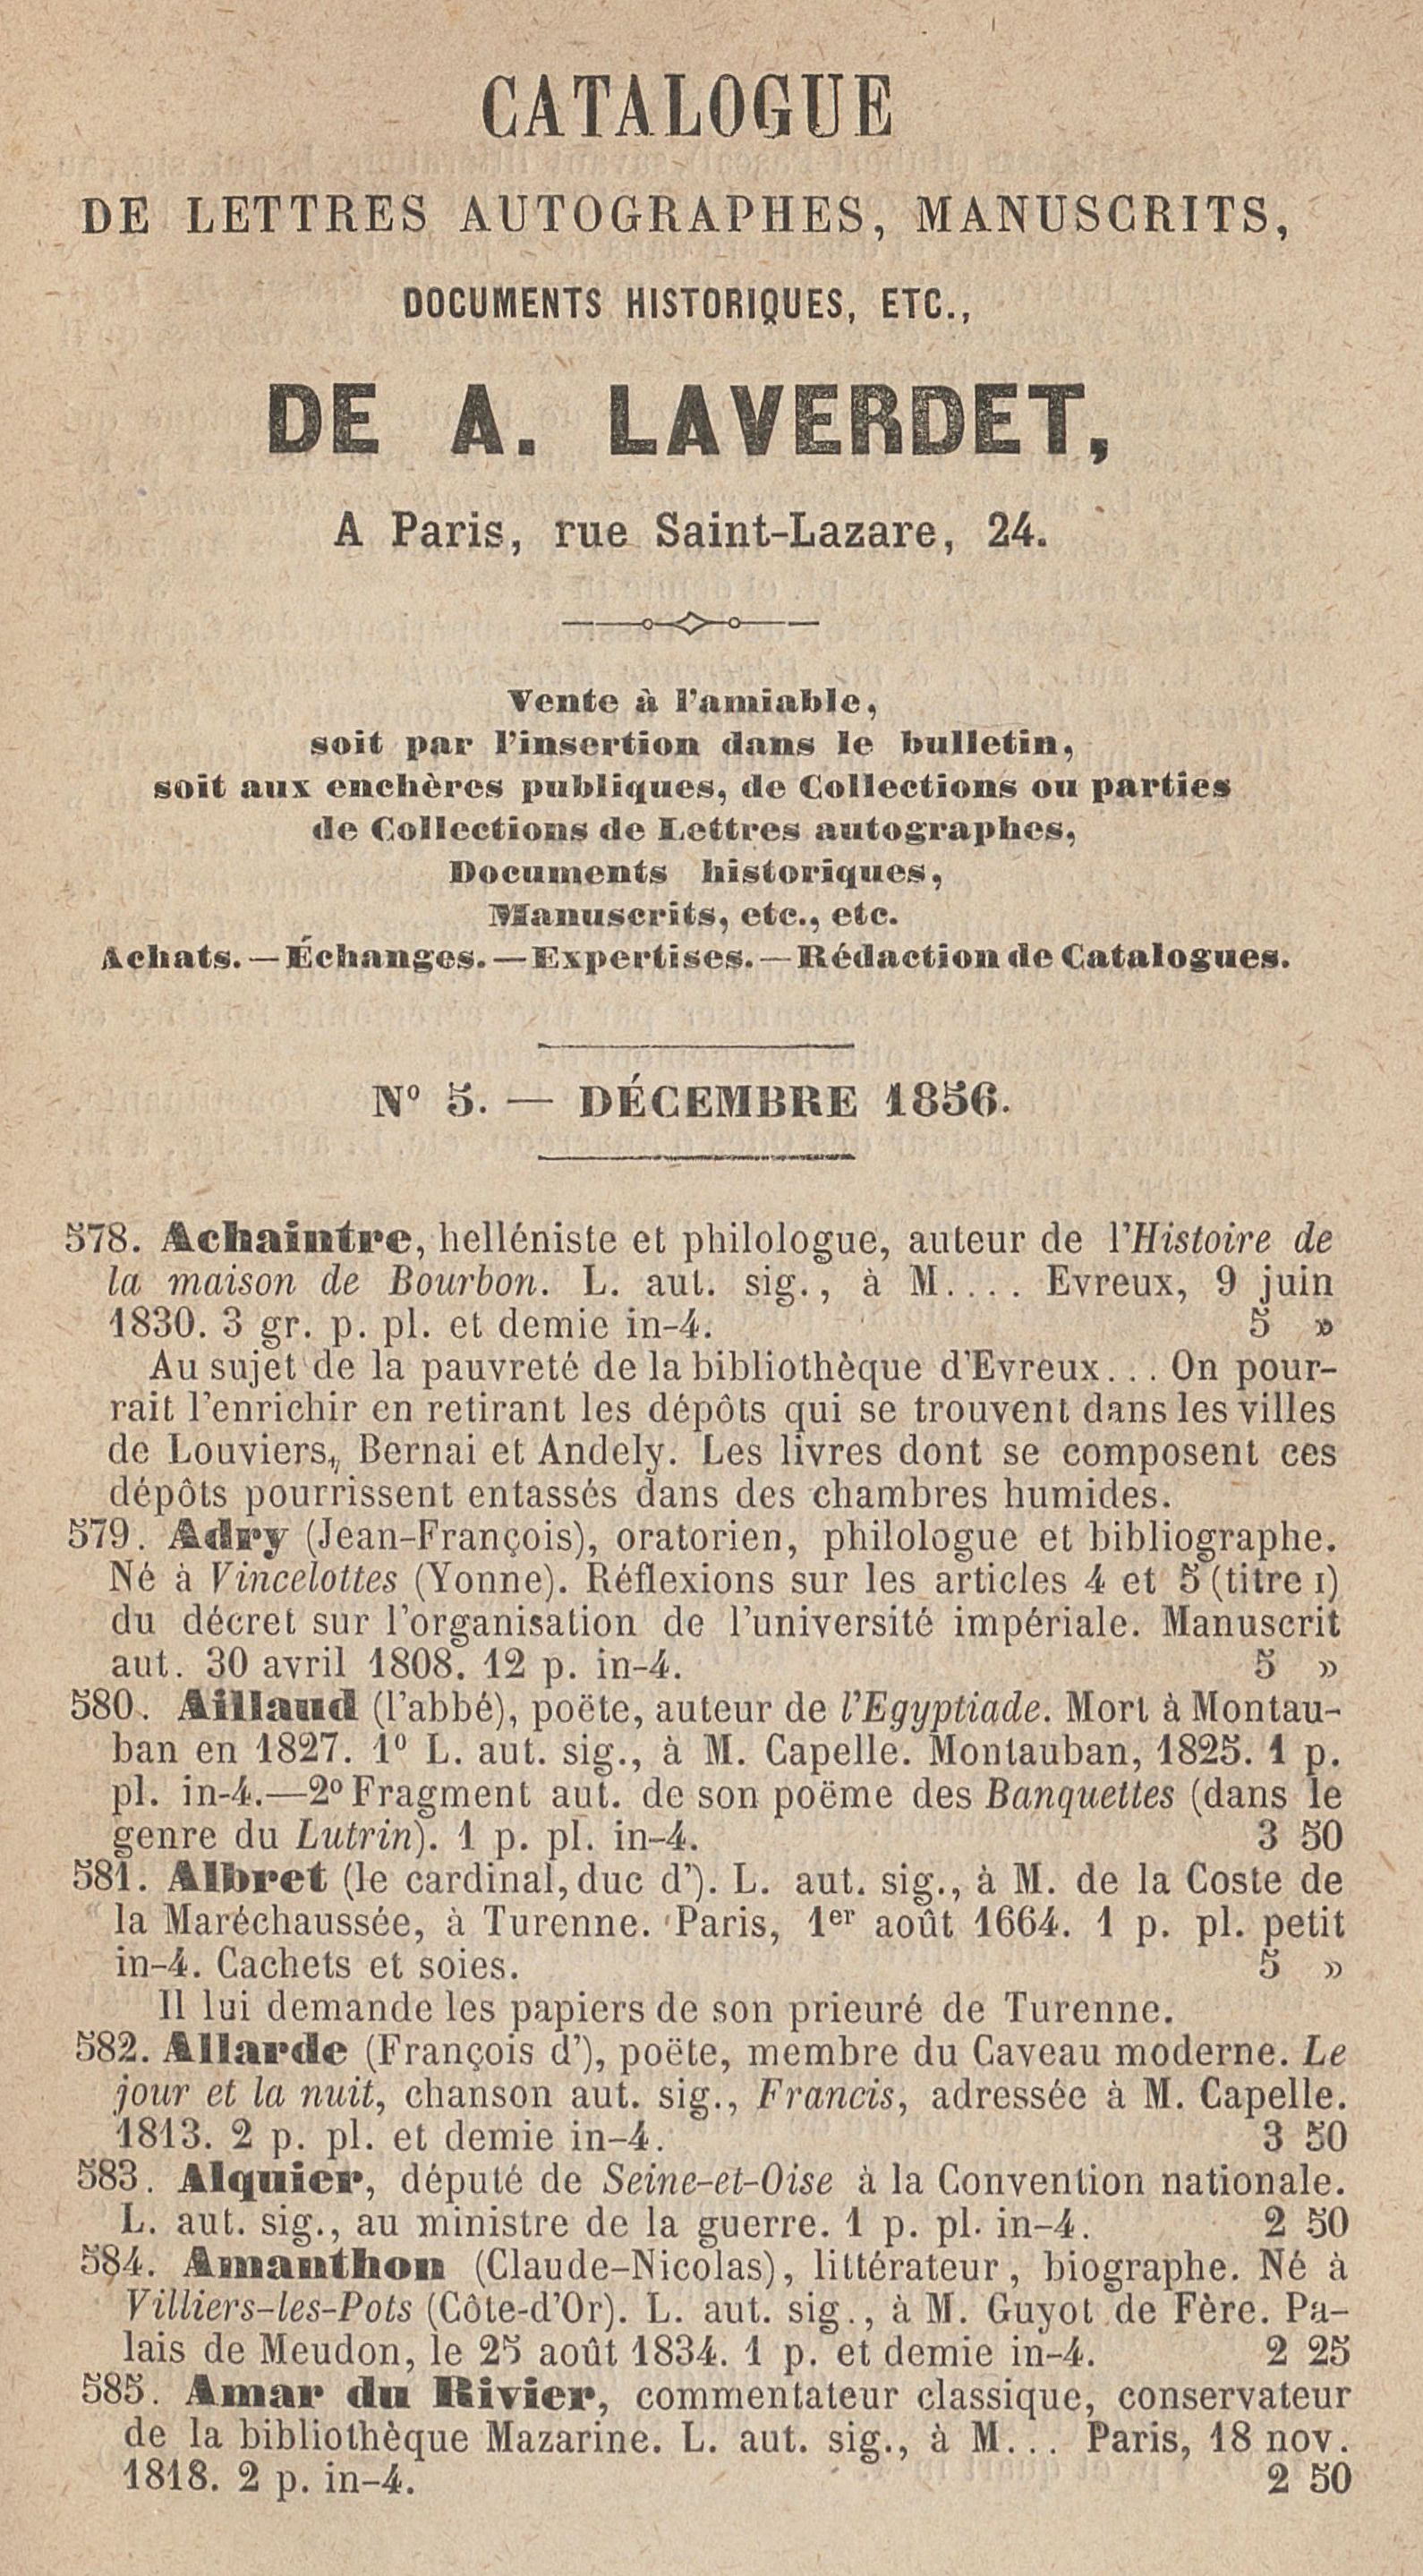 CATALOGUE
DE LETTRES AUTOGRAPHES, MANUSCRITS,
DOCUMENTS HISTORIQUES, ETC.,
DE A. LAVERDET,
A Paris, rue Saint-Lazare, 24.
Vente à l'amiable,
soit par l'insertion dans le bulletin,
soit aux enchères publiques, de Collections ou parties
de Collections de Lettres autographes,
Documents historiques,
Manuscrits, etc., etc.
Achats. — Échanges. — Expertises. — Rédaction de Catalogues.
N° 5. — DÉCEMBRE 1856.
578. Achaintre, helléniste et philologue, auteur de l'Histoire de
la maison de Bourbon. L. aut. sig., à M.... Evreux, 9 juin
1830. 3 gr. p. pl. et demie in-4. 5 »
Au sujet de la pauvreté de la bibliothèque d'Evreux... On pour-
rait l'enrichir en retirant les dépôts qui se trouvent dans les villes
de Louviers, Bernai et Andely. Les livres dont se composent ces
dépôts pourrissent entassés dans des chambres humides.
579. Adry (Jean-François), oratorien, philologue et bibliographe.
Né à Vincelottes (Yonne). Réflexions sur les articles 4 et 5 (titre I)
du décret sur l'organisation de l'université impériale. Manuscrit
aut. 30 avril 1808. 12 p. in-4. 5 »
580. Aillaud (l'abbé), poëte, auteur de l'Egyptiade. Mort à Montau-
ban en 1827. 1° L. aut. sig., à M. Capelle. Montauban, 1825. 1 p.
pl. in-4.—2° Fragment aut. de son poëme des Banquettes (dans le
genre du Lutrin). 1 p. pl. in-4. 3 50
581. Albret (le cardinal, duc d'). L. aut. sig., à M. de la Coste de
la Maréchaussée, à Turenne. Paris, 1er août 1664. 1 p. pl. petit
in-4. Cachets et soies. 5 »
Il lui demande les papiers de son prieuré de Turenne.
582. Allarde (François d'), poëte, membre du Caveau moderne. Le
jour et la nuit, chanson aut. sig., Francis, adressée à M. Capelle.
1813. 2 p. pl. et demie in-4. 3 50
583. Alquier, député de Seine-et-Oise à la Convention nationale.
L. aut. sig., au ministre de la guerre. 1 p. pl. in-4. 2 50
584. Amanthon (Claude-Nicolas), littérateur, biographe. Né à
Villiers-les-Pots (Côte-d'Or). L. aut. sig., à M. Guyot de Fère. Pa-
lais de Meudon, le 25 août 1834. 1 p. et demie in-4. 2 25
585. Amar du Rivier, commentateur classique, conservateur
de la bibliothèque Mazarine. L. aut. sig., à M... Paris, 18 nov.
1818. 2 p. in-4. 2 50